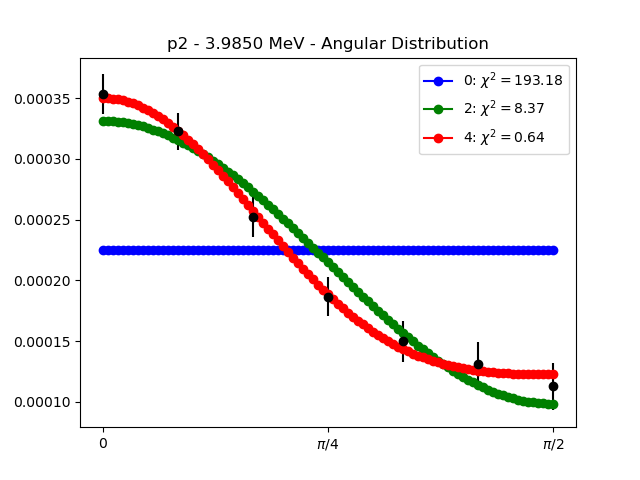 p2 - 3.9850 MeV - Angular Distribution
0: χ² = 193.18
2: χ² = 8.37
4: χ² = 0.64
0.00035
0.00030
0.00025
0.00020
0.00015
0.00010
0 π/4 π/2